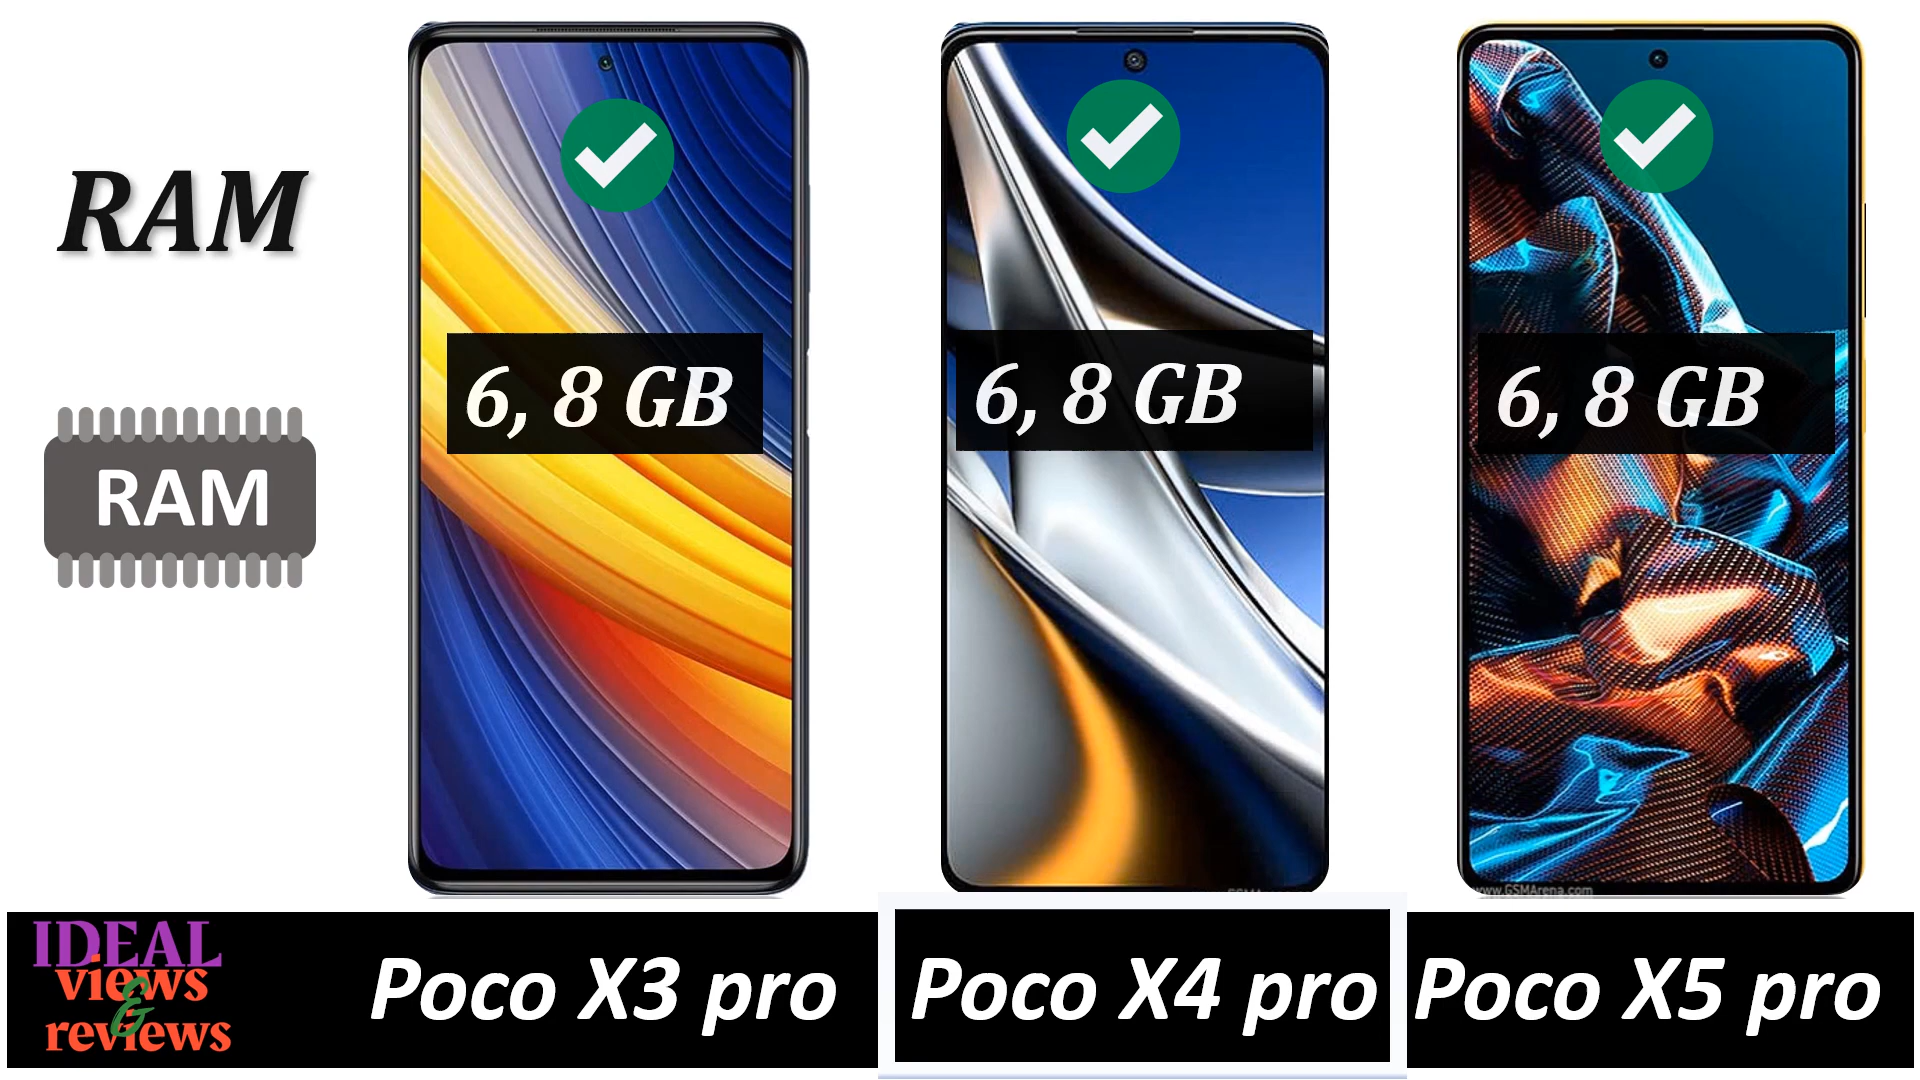 RAM
RAM
6, 8 GB
6, 8 GB
6, 8 GB
www.GSMArena.com
IDEAL
views
&
reviews
Poco X3 pro
Poco X4 pro
Poco X5 pro